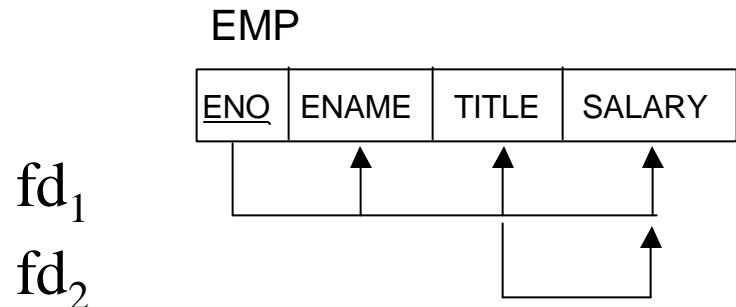 EMP
ENO ENAME TITLE SALARY
fd₁
fd₂